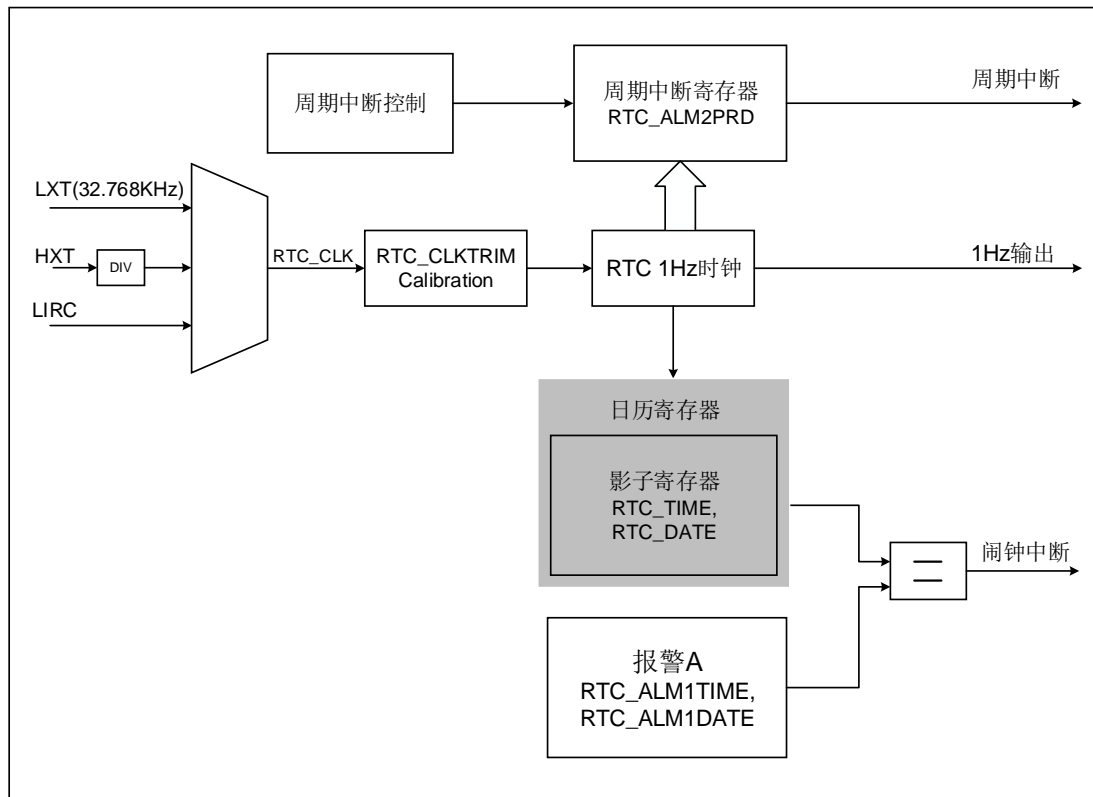 周期中断控制
周期中断寄存器
RTC_ALM2PRD
周期中断
LXT(32.768KHz)
HXT
DIV
LIRC
RTC_CLK
RTC_CLKTRIM
Calibration
RTC 1Hz时钟
1Hz输出
日历寄存器
影子寄存器
RTC_TIME,
RTC_DATE
闹钟中断
报警A
RTC_ALM1TIME,
RTC_ALM1DATE